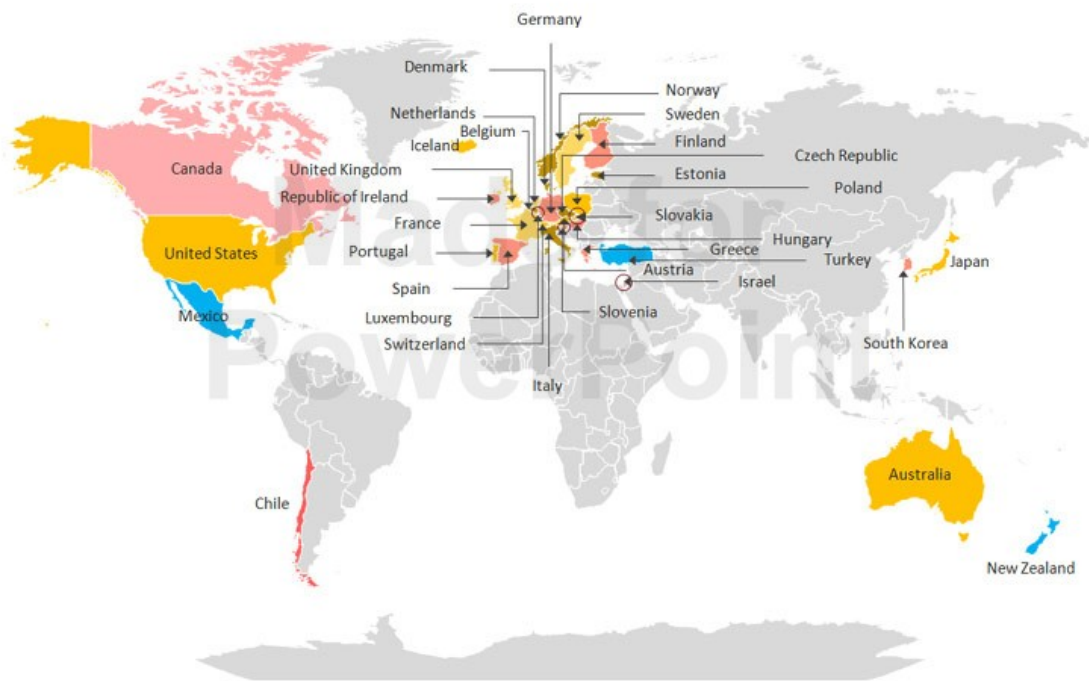 Germany
Denmark
Norway
Netherlands
Sweden
Belgium
Iceland
Finland
Czech Republic
Canada
United Kingdom
Estonia
Poland
Republic of Ireland
Slovakia
France
Hungary
United States
Portugal
Greece
Turkey
Japan
Austria
Israel
Spain
Mexico
Luxembourg
Slovenia
Switzerland
South Korea
Italy
Made for
PowerPoint
Australia
Chile
New Zealand